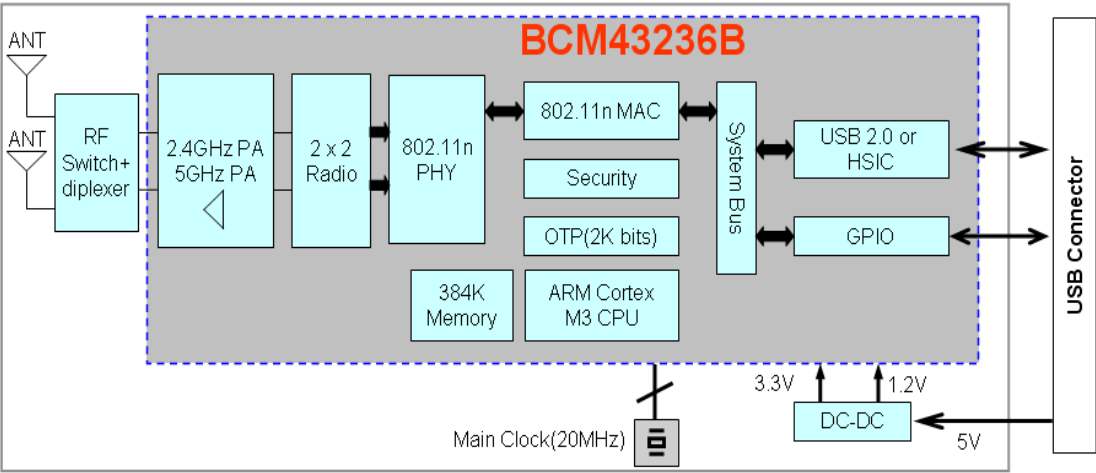 BCM43236B
ANT
ANT
RF
Switch+
diplexer
2.4GHz PA
5GHz PA
2 x 2
Radio
802.11n
PHY
802.11n MAC
Security
OTP(2K bits)
384K
Memory
ARM Cortex
M3 CPU
System Bus
USB 2.0 or
HSIC
GPIO
USB Connector
3.3V
1.2V
DC-DC
5V
Main Clock(20MHz)